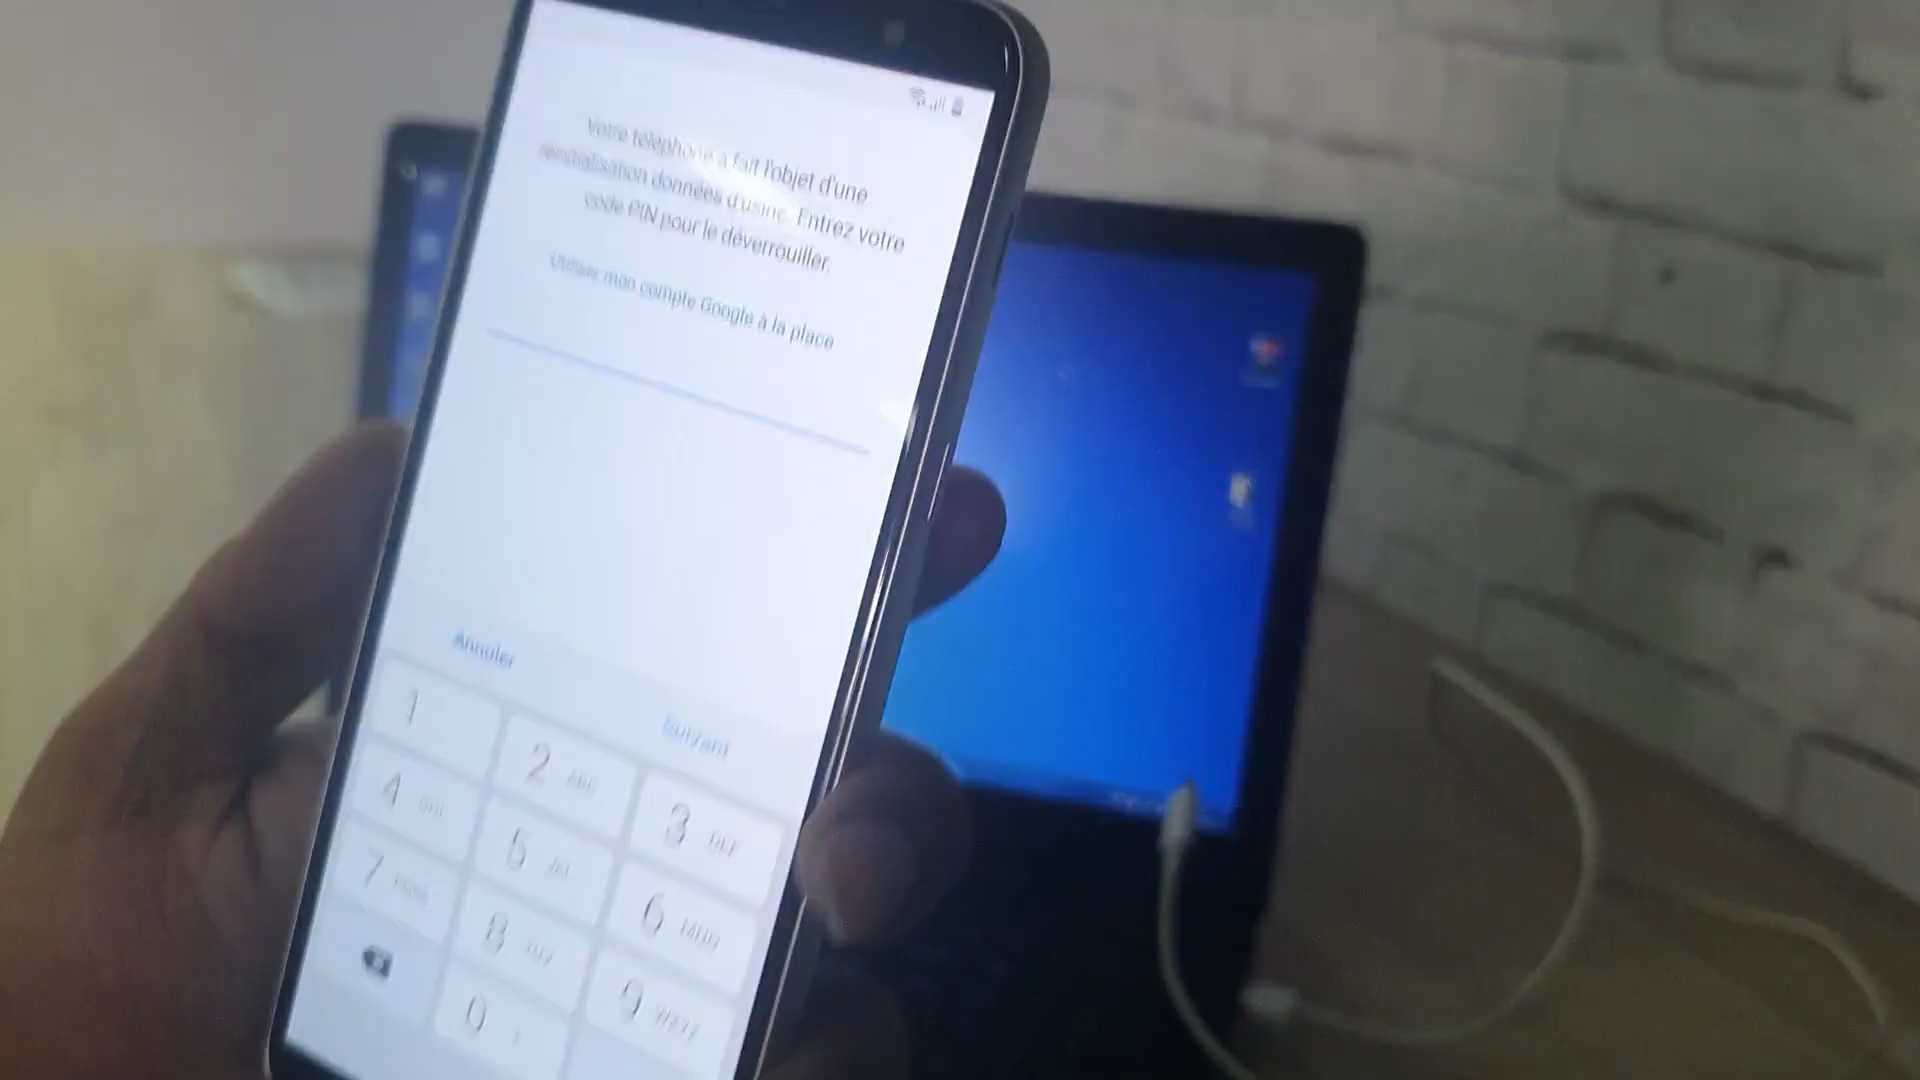 Votre téléphone a fait l'objet d'une
réinitialisation données d'usine. Entrez votre
code PIN pour le déverrouiller.
Utiliser mon compte Google à la place
Annuler
Suivant
1
2 ABC
3 DEF
4 GHI
5 JKL
6 MNO
7 PQRS
8 TUV
9 WXYZ
0 +